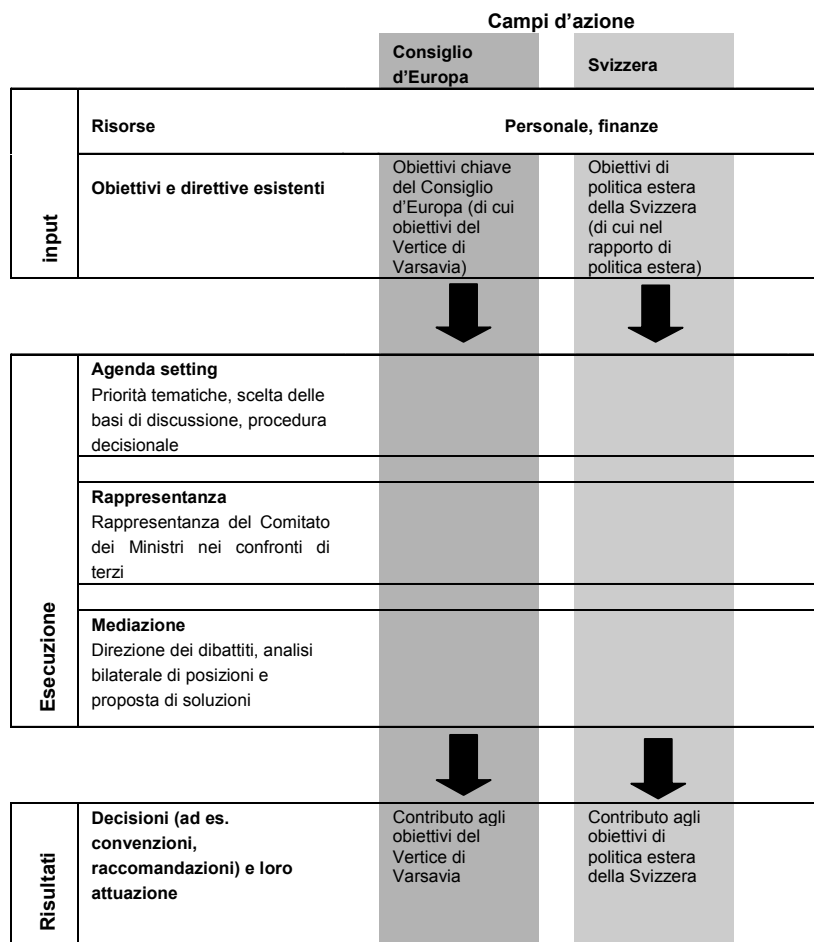 Campi d’azione
Consiglio
d’Europa
Svizzera
input
Risorse
Personale, finanze
Obiettivi e direttive esistenti
Obiettivi chiave
del Consiglio
d’Europa (di cui
obiettivi del
Vertice di
Varsavia)
Obiettivi di
politica estera
della Svizzera
(di cui nel
rapporto di
politica estera)
Esecuzione
Agenda setting
Priorità tematiche, scelta delle
basi di discussione, procedura
decisionale
Rappresentanza
Rappresentanza del Comitato
dei Ministri nei confronti di
terzi
Mediazione
Direzione dei dibattiti, analisi
bilaterale di posizioni e
proposta di soluzioni
Risultati
Decisioni (ad es.
convenzioni,
raccomandazioni) e loro
attuazione
Contributo agli
obiettivi del
Vertice di
Varsavia
Contributo agli
obiettivi di
politica estera
della Svizzera